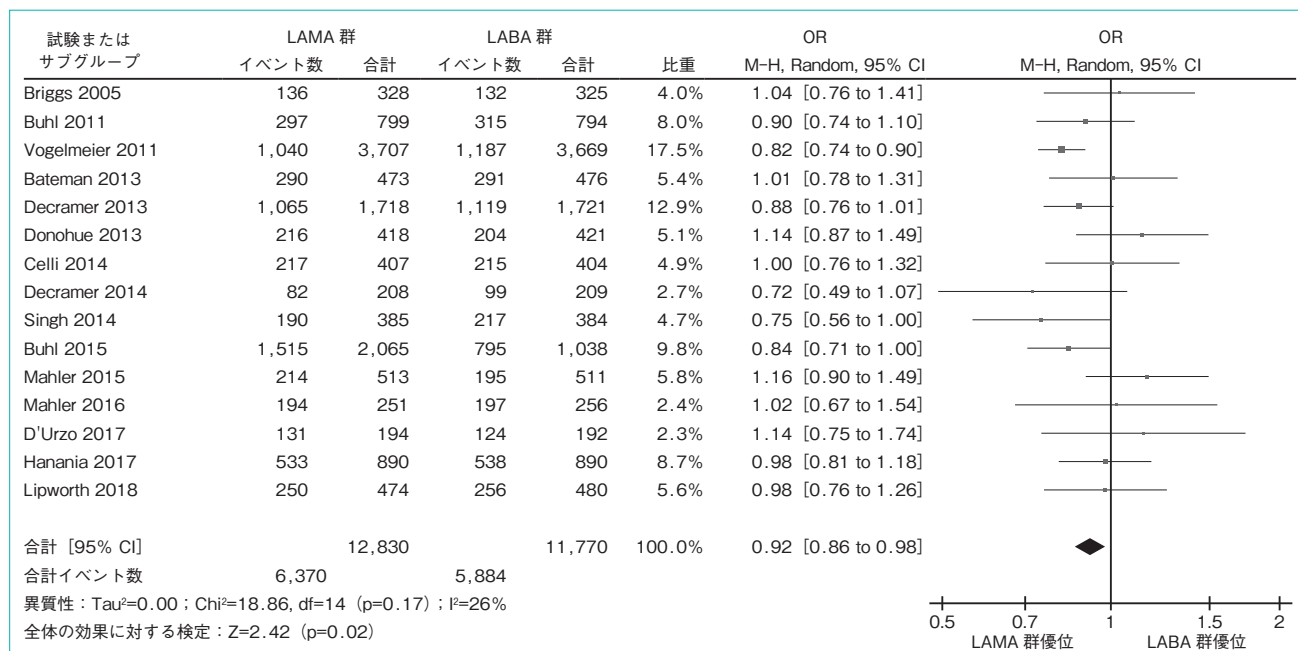 試験または
サブグループ
LAMA 群 LABA 群 OR OR
イベント数 合計 イベント数 合計 比重 M-H, Random, 95% CI M-H, Random, 95% CI
Briggs 2005 136 328 132 325 4.0% 1.04 [0.76 to 1.41]
Buhl 2011 297 799 315 794 8.0% 0.90 [0.74 to 1.10]
Vogelmeier 2011 1,040 3,707 1,187 3,669 17.5% 0.82 [0.74 to 0.90]
Bateman 2013 290 473 291 476 5.4% 1.01 [0.78 to 1.31]
Decramer 2013 1,065 1,718 1,119 1,721 12.9% 0.88 [0.76 to 1.01]
Donohue 2013 216 418 204 421 5.1% 1.14 [0.87 to 1.49]
Celli 2014 217 407 215 404 4.9% 1.00 [0.76 to 1.32]
Decramer 2014 82 208 99 209 2.7% 0.72 [0.49 to 1.07]
Singh 2014 190 385 217 384 4.7% 0.75 [0.56 to 1.00]
Buhl 2015 1,515 2,065 795 1,038 9.8% 0.84 [0.71 to 1.00]
Mahler 2015 214 513 195 511 5.8% 1.16 [0.90 to 1.49]
Mahler 2016 194 251 197 256 2.4% 1.02 [0.67 to 1.54]
D'Urzo 2017 131 194 124 192 2.3% 1.14 [0.75 to 1.74]
Hanania 2017 533 890 538 890 8.7% 0.98 [0.81 to 1.18]
Lipworth 2018 250 474 256 480 5.6% 0.98 [0.76 to 1.26]
合計 [95% CI] 12,830 11,770 100.0% 0.92 [0.86 to 0.98]
合計イベント数 6,370 5,884
異質性：Tau²=0.00；Chi²=18.86, df=14（p=0.17）；I²=26%
全体の効果に対する検定：Z=2.42（p=0.02）
0.5 0.7 1 1.5 2
LAMA 群優位 LABA 群優位